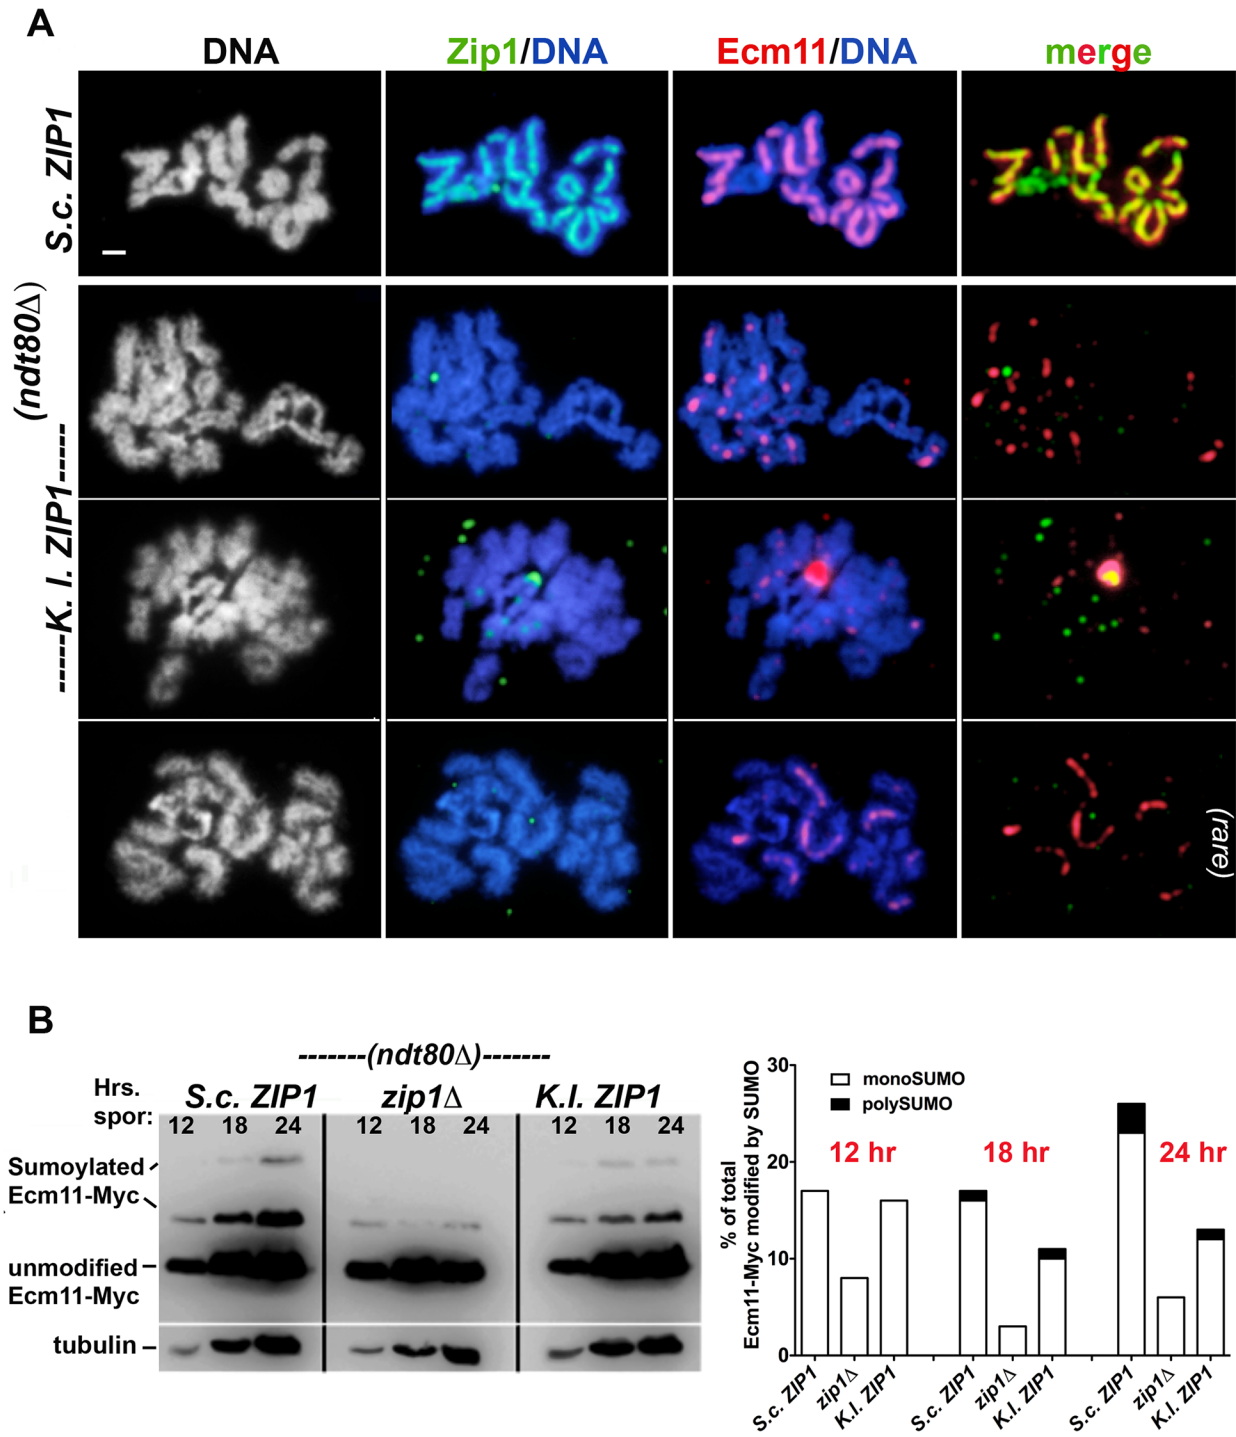 A
DNA
Zip1/DNA
Ecm11/DNA
merge
S.c. ZIP1
(ndt80Δ)
------K. l. ZIP1------
(rare)
B
-------(ndt80Δ)-------
Hrs.
spor:
S.c. ZIP1
zip1Δ
K.l. ZIP1
12 18 24
12 18 24
12 18 24
Sumoylated
Ecm11-Myc
unmodified
Ecm11-Myc
tubulin
% of total
Ecm11-Myc modified by SUMO
30
20
10
0
monoSUMO
polySUMO
12 hr
18 hr
24 hr
S.c. ZIP1
zip1Δ
K.l. ZIP1
S.c. ZIP1
zip1Δ
K.l. ZIP1
S.c. ZIP1
zip1Δ
K.l. ZIP1